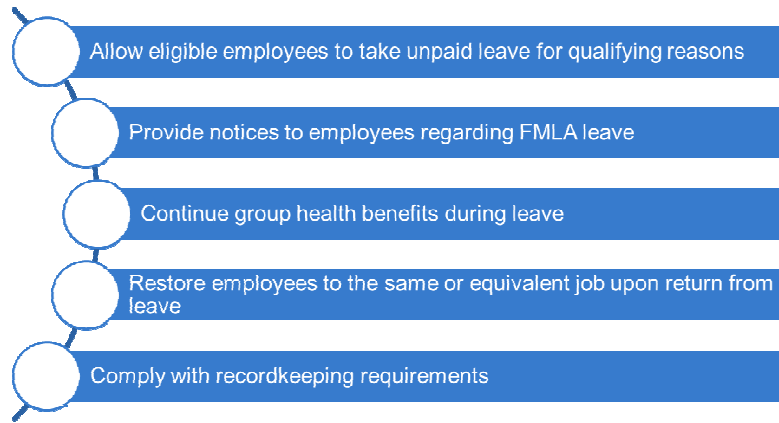 Allow eligible employees to take unpaid leave for qualifying reasons
Provide notices to employees regarding FMLA leave
Continue group health benefits during leave
Restore employees to the same or equivalent job upon return from
leave
Comply with recordkeeping requirements